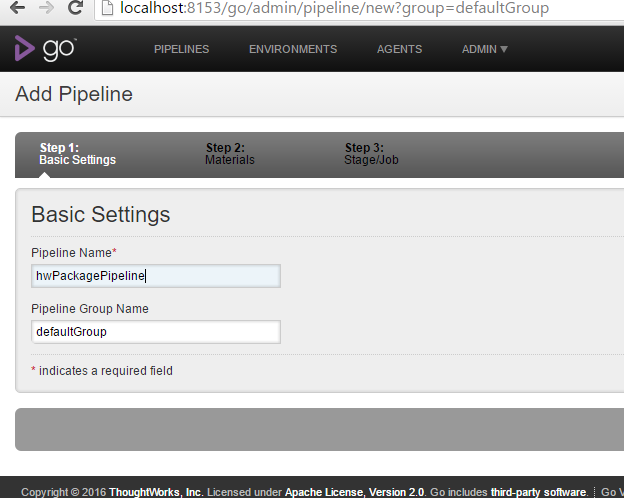 localhost:8153/go/admin/pipeline/new?group=defaultGroup
go™ PIPELINES ENVIRONMENTS AGENTS ADMIN
Add Pipeline
Step 1: Step 2: Step 3:
Basic Settings Materials Stage/Job
Basic Settings
Pipeline Name*
hwPackagePipeline
Pipeline Group Name
defaultGroup
* indicates a required field
Copyright © 2016 ThoughtWorks, Inc. Licensed under Apache License, Version 2.0. Go includes third-party software. Go V